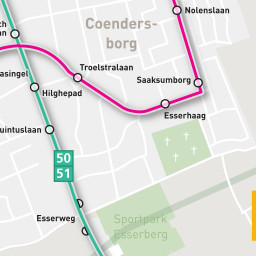 Nolenslaan
Coenders-
borg
Troelstralaan
Saaksumborg
Hilghepad
Esserhaag
50
51
Esserweg
Sportpark
Esserberg